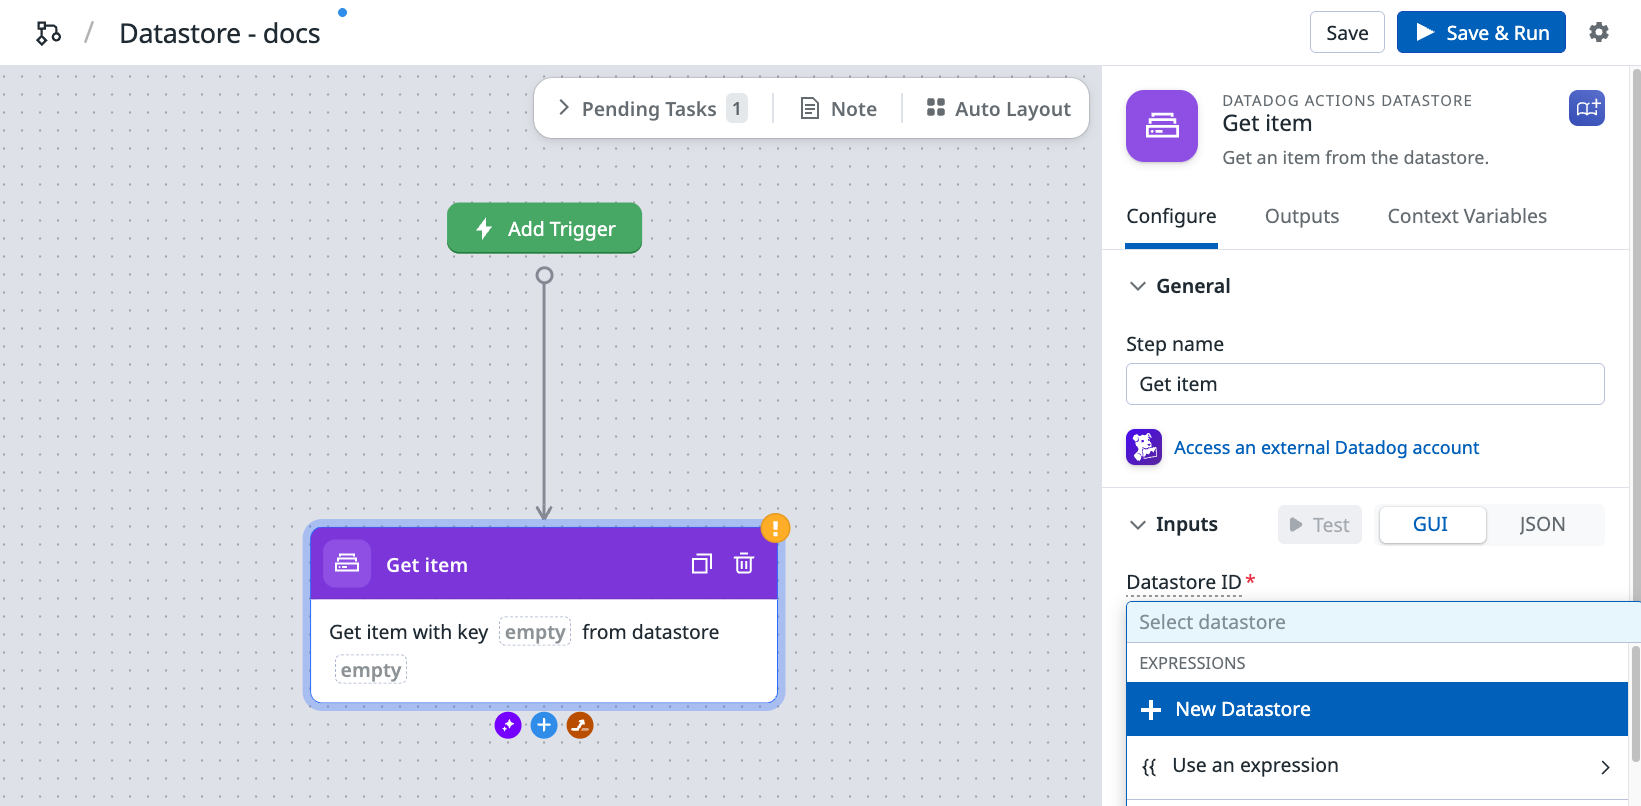 / Datastore - docs
Save
Save & Run
Pending Tasks 1
Note
Auto Layout
Add Trigger
Get item
Get item with key empty from datastore
empty
DATADOG ACTIONS DATASTORE
Get item
Get an item from the datastore.
Configure
Outputs
Context Variables
General
Step name
Get item
Access an external Datadog account
Inputs
Test
GUI
JSON
Datastore ID*
Select datastore
EXPRESSIONS
New Datastore
{{ Use an expression